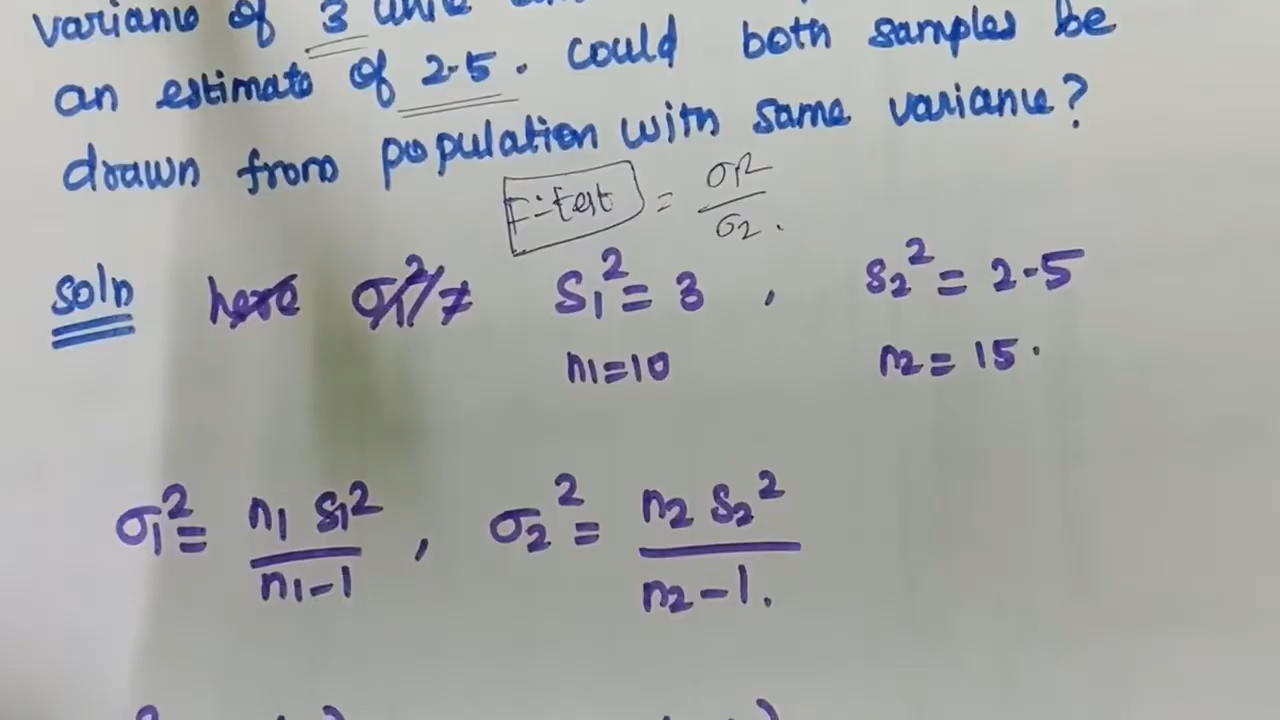 variance of 3 
an estimate of 2.5. Could both samples be
drawn from population with same variance?
F-test = σ1² / σ2.
Soln here σ1²/≠ S1² = 3, S2² = 2.5
n1=10 n2 = 15.
σ1² = n1 S1² / n1-1, σ2² = n2 S2² / n2-1.